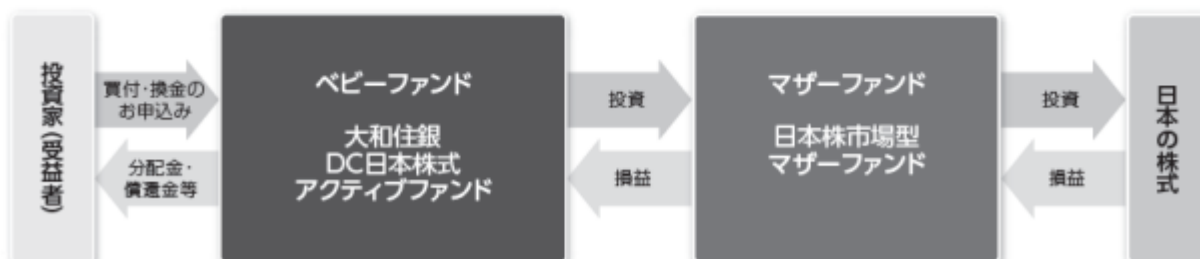 投資家（受益者）
買付・換金の
お申込み
分配金・
償還金等
ベビーファンド
大和住銀
DC日本株式
アクティブファンド
投資
損益
マザーファンド
日本株市場型
マザーファンド
投資
損益
日本の株式